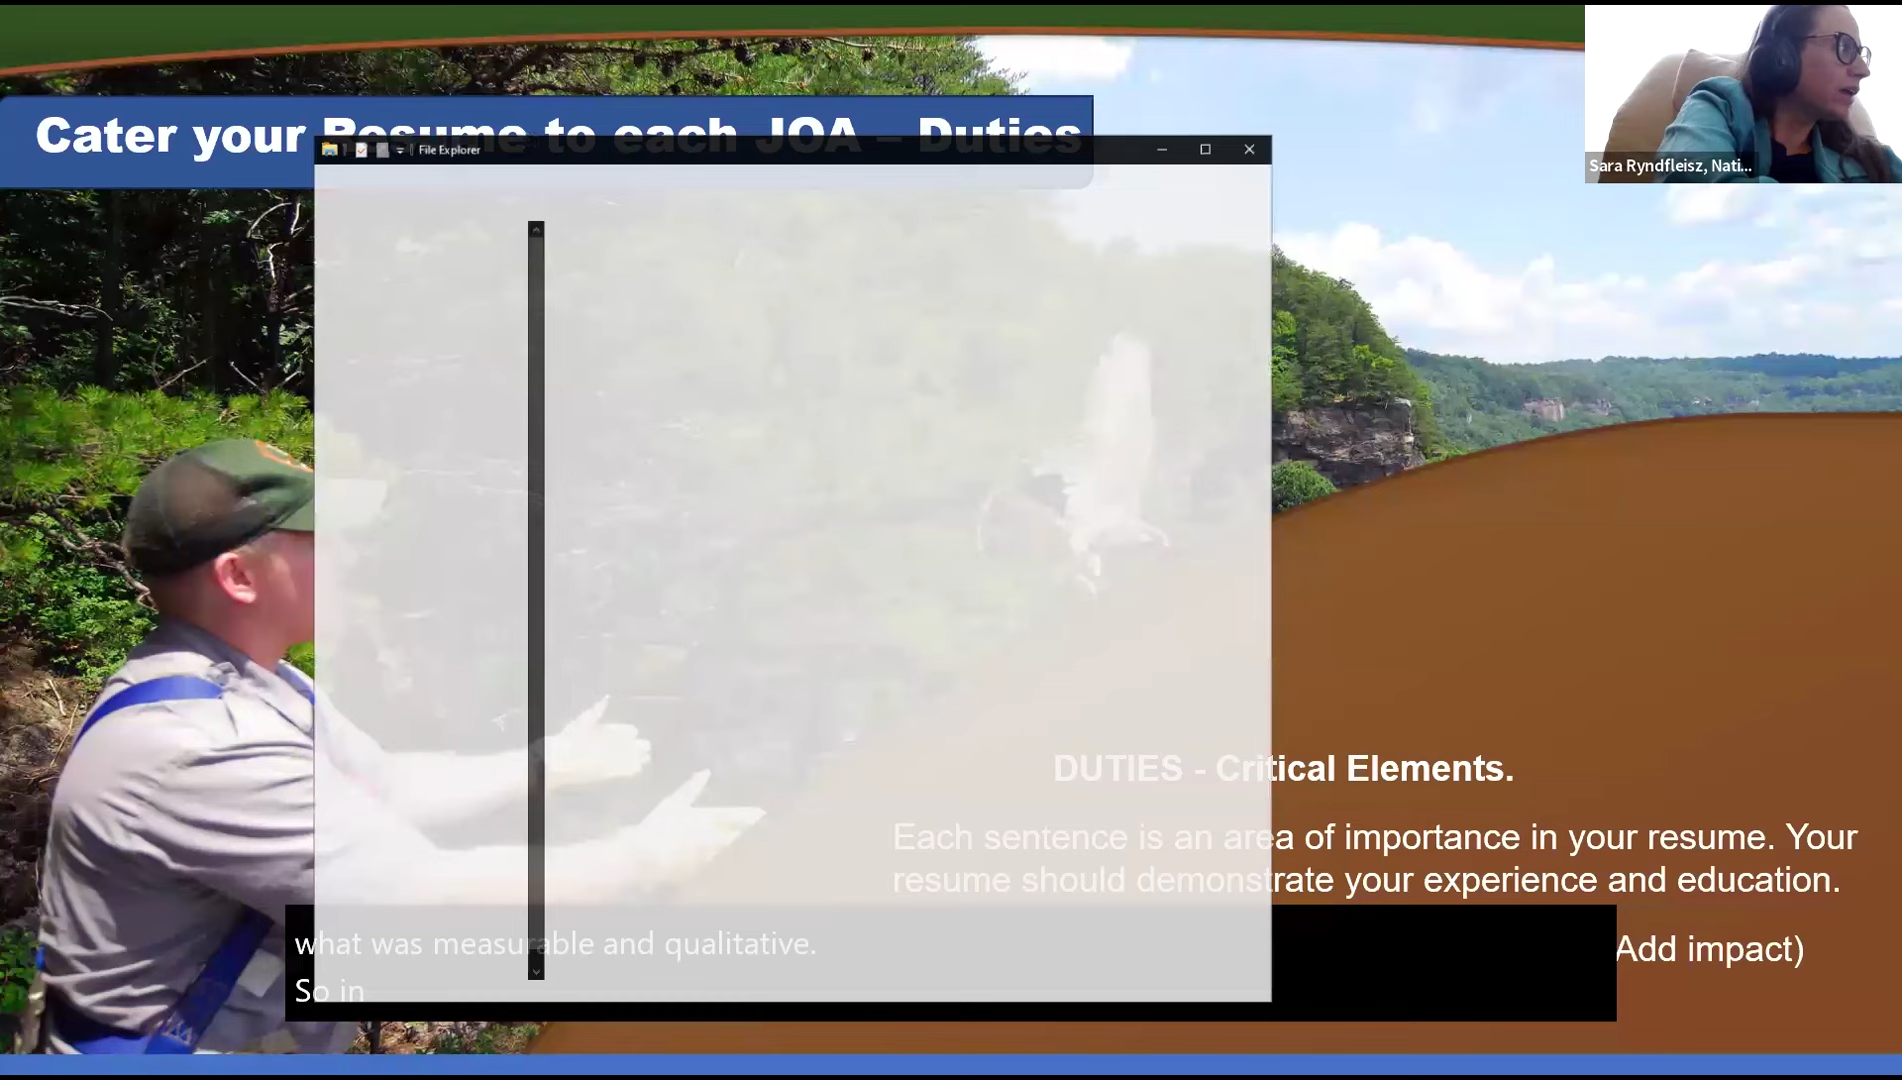 Cater your Resume to each JOA – Duties
File Explorer
Sara Ryndfleisz, Nati...
DUTIES - Critical Elements.
Each sentence is an area of importance in your resume. Your
resume should demonstrate your experience and education.
Add impact)
what was measurable and qualitative.
So in